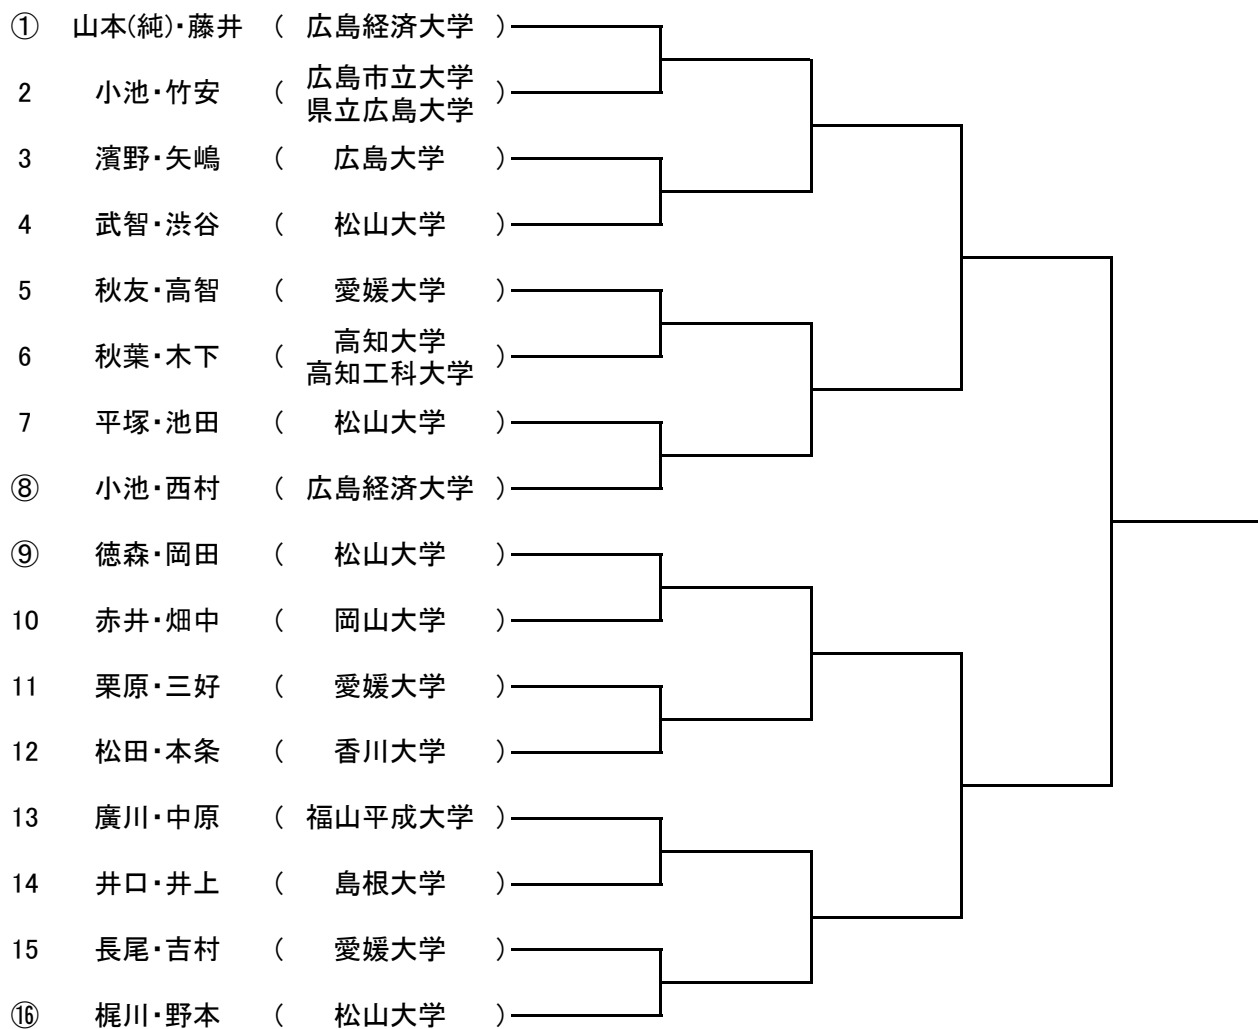 ① 山本(純)・藤井 ( 広島経済大学 )
2 小池・竹安 ( 広島市立大学
県立広島大学 )
3 濱野・矢嶋 ( 広島大学 )
4 武智・渋谷 ( 松山大学 )
5 秋友・高智 ( 愛媛大学 )
6 秋葉・木下 ( 高知大学
高知工科大学 )
7 平塚・池田 ( 松山大学 )
⑧ 小池・西村 ( 広島経済大学 )
⑨ 徳森・岡田 ( 松山大学 )
10 赤井・畑中 ( 岡山大学 )
11 栗原・三好 ( 愛媛大学 )
12 松田・本条 ( 香川大学 )
13 廣川・中原 ( 福山平成大学 )
14 井口・井上 ( 島根大学 )
15 長尾・吉村 ( 愛媛大学 )
⑯ 梶川・野本 ( 松山大学 )